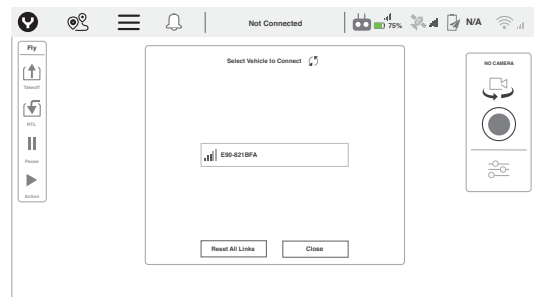 Not Connected
75%
N/A
Fly
Takeoff
RTL
Pause
Action
Select Vehicle to Connect
E90-821BFA
Reset All Links
Close
NO CAMERA